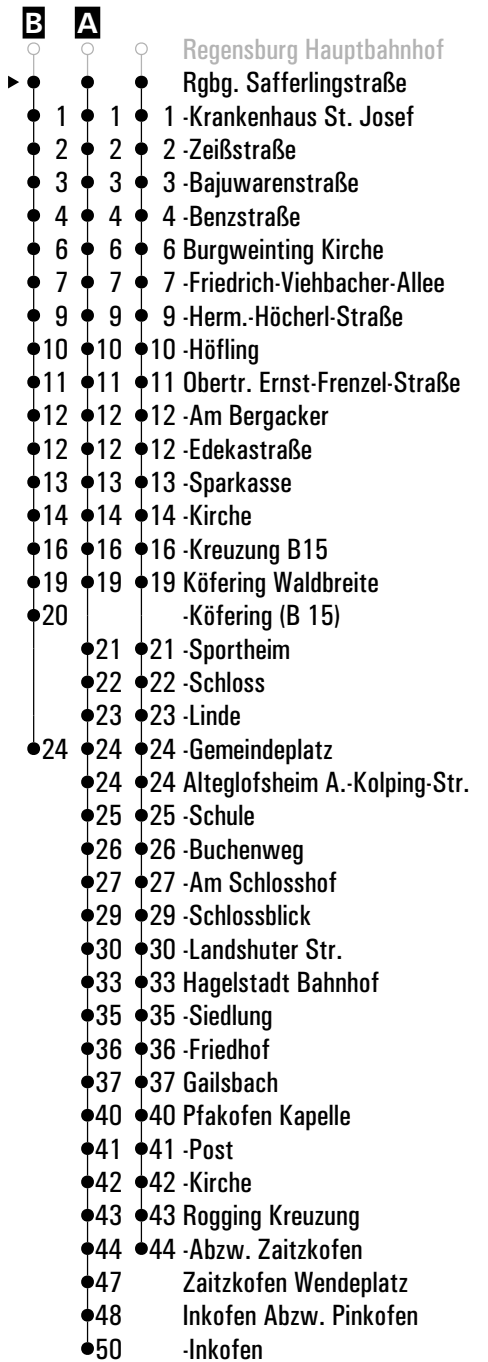 B A
Regensburg Hauptbahnhof
Rgbg. Safferlingstraße
1 1 1 -Krankenhaus St. Josef
2 2 2 -Zeißstraße
3 3 3 -Bajuwarenstraße
4 4 4 -Benzstraße
6 6 6 Burgweinting Kirche
7 7 7 -Friedrich-Viehbacher-Allee
9 9 9 -Herm.-Höcherl-Straße
10 10 10 -Höfling
11 11 11 Obertr. Ernst-Frenzel-Straße
12 12 12 -Am Bergacker
12 12 12 -Edekastraße
13 13 13 -Sparkasse
14 14 14 -Kirche
16 16 16 -Kreuzung B15
19 19 19 Köfering Waldbreite
20 -Köfering (B 15)
21 21 -Sportheim
22 22 -Schloss
23 23 -Linde
24 24 24 -Gemeindeplatz
24 24 Alteglofsheim A.-Kolping-Str.
25 25 -Schule
26 26 -Buchenweg
27 27 -Am Schlosshof
29 29 -Schlossblick
30 30 -Landshuter Str.
33 33 Hagelstadt Bahnhof
35 35 -Siedlung
36 36 -Friedhof
37 37 Gailsbach
40 40 Pfakofen Kapelle
41 41 -Post
42 42 -Kirche
43 43 Rogging Kreuzung
44 44 -Abzw. Zaitzkofen
47 Zaitzkofen Wendeplatz
48 Inkofen Abzw. Pinkofen
50 -Inkofen